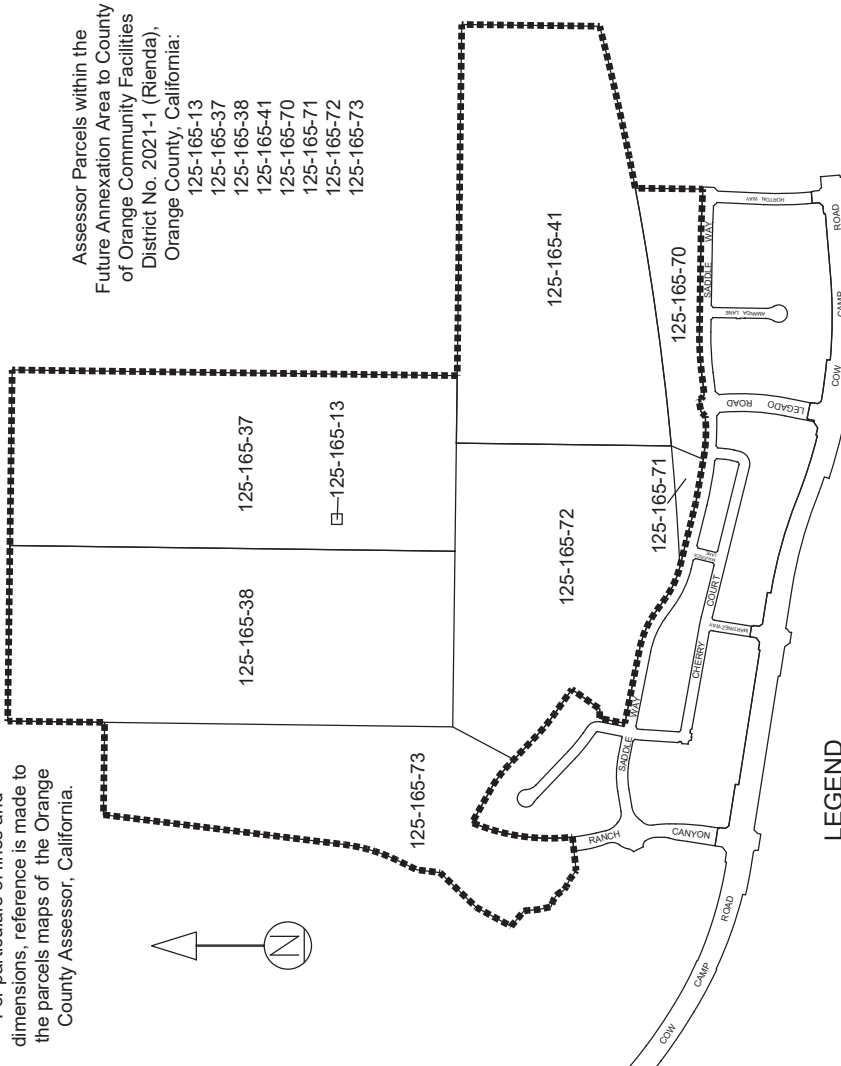 For particulars of lines and
dimensions, reference is made to
the parcels maps of the Orange
County Assessor, California.
Assessor Parcels within the
Future Annexation Area to County
of Orange Community Facilities
District No. 2021-1 (Rienda),
Orange County, California:
125-165-13
125-165-37
125-165-38
125-165-41
125-165-70
125-165-71
125-165-72
125-165-73
N
125-165-38
125-165-37
125-165-13
125-165-73
125-165-72
125-165-41
125-165-71
125-165-70
SADDLE WAY
SADDLE WAY
HORTON WAY
AMANDA LANE
LEGADO ROAD
LANE
CHERRY COURT
MARTINEZ WAY
RANCH CANYON
COW CAMP ROAD
COW CAMP ROAD
LEGEND